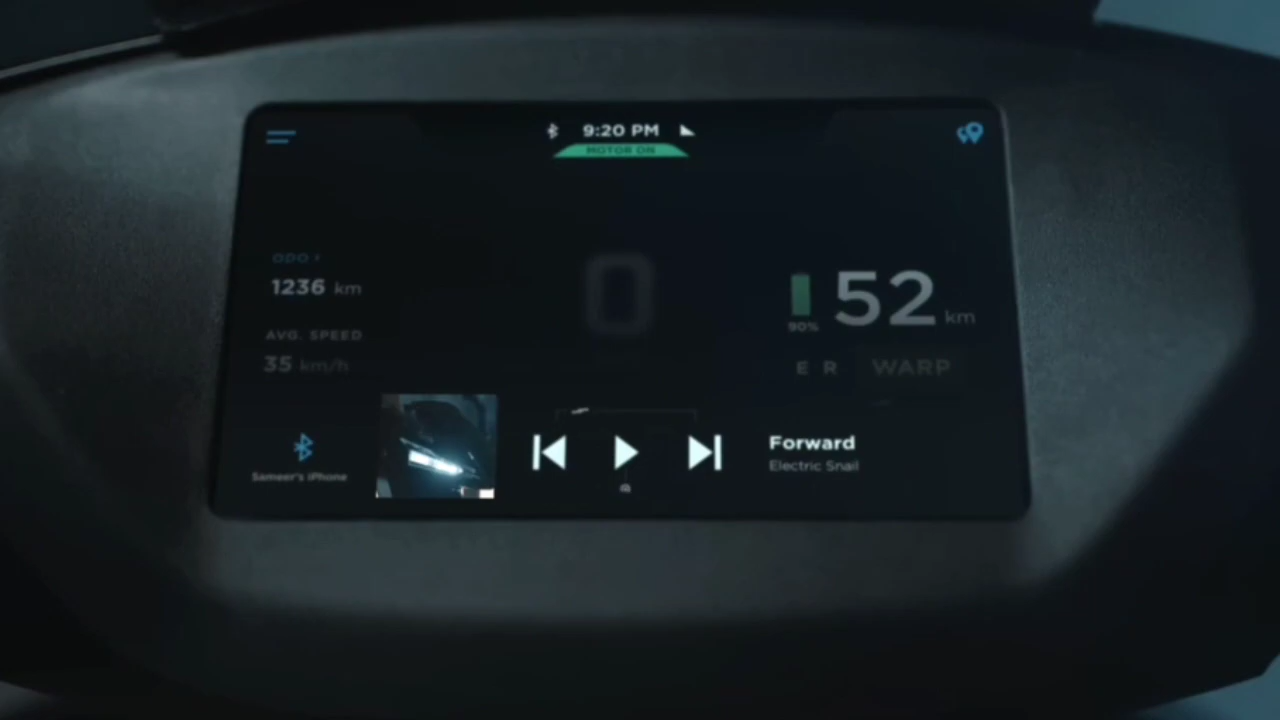 9:20 PM
MOTOR ON
ODO
1236 km
0
90%
52 km
AVG. SPEED
35 km/h
E R WARP
Sameer's iPhone
Forward
Electric Snail